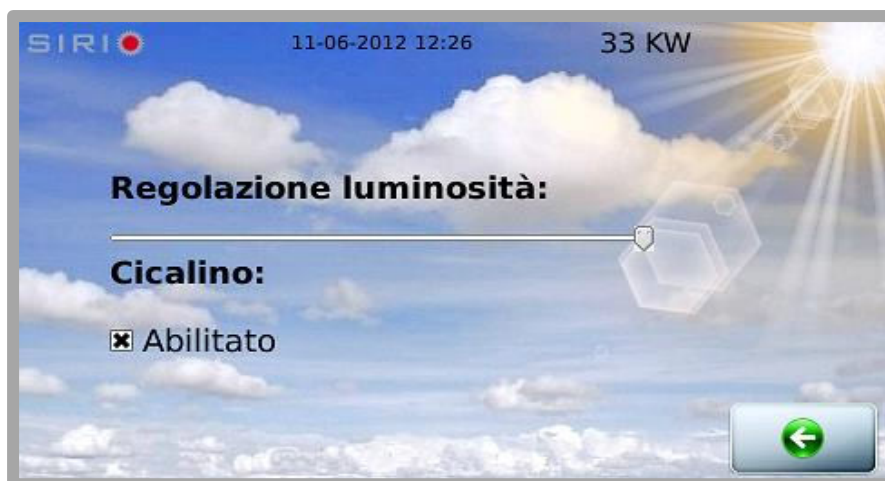 SIRIO 11-06-2012 12:26 33 KW
Regolazione luminosità:
Cicalino:
Abilitato